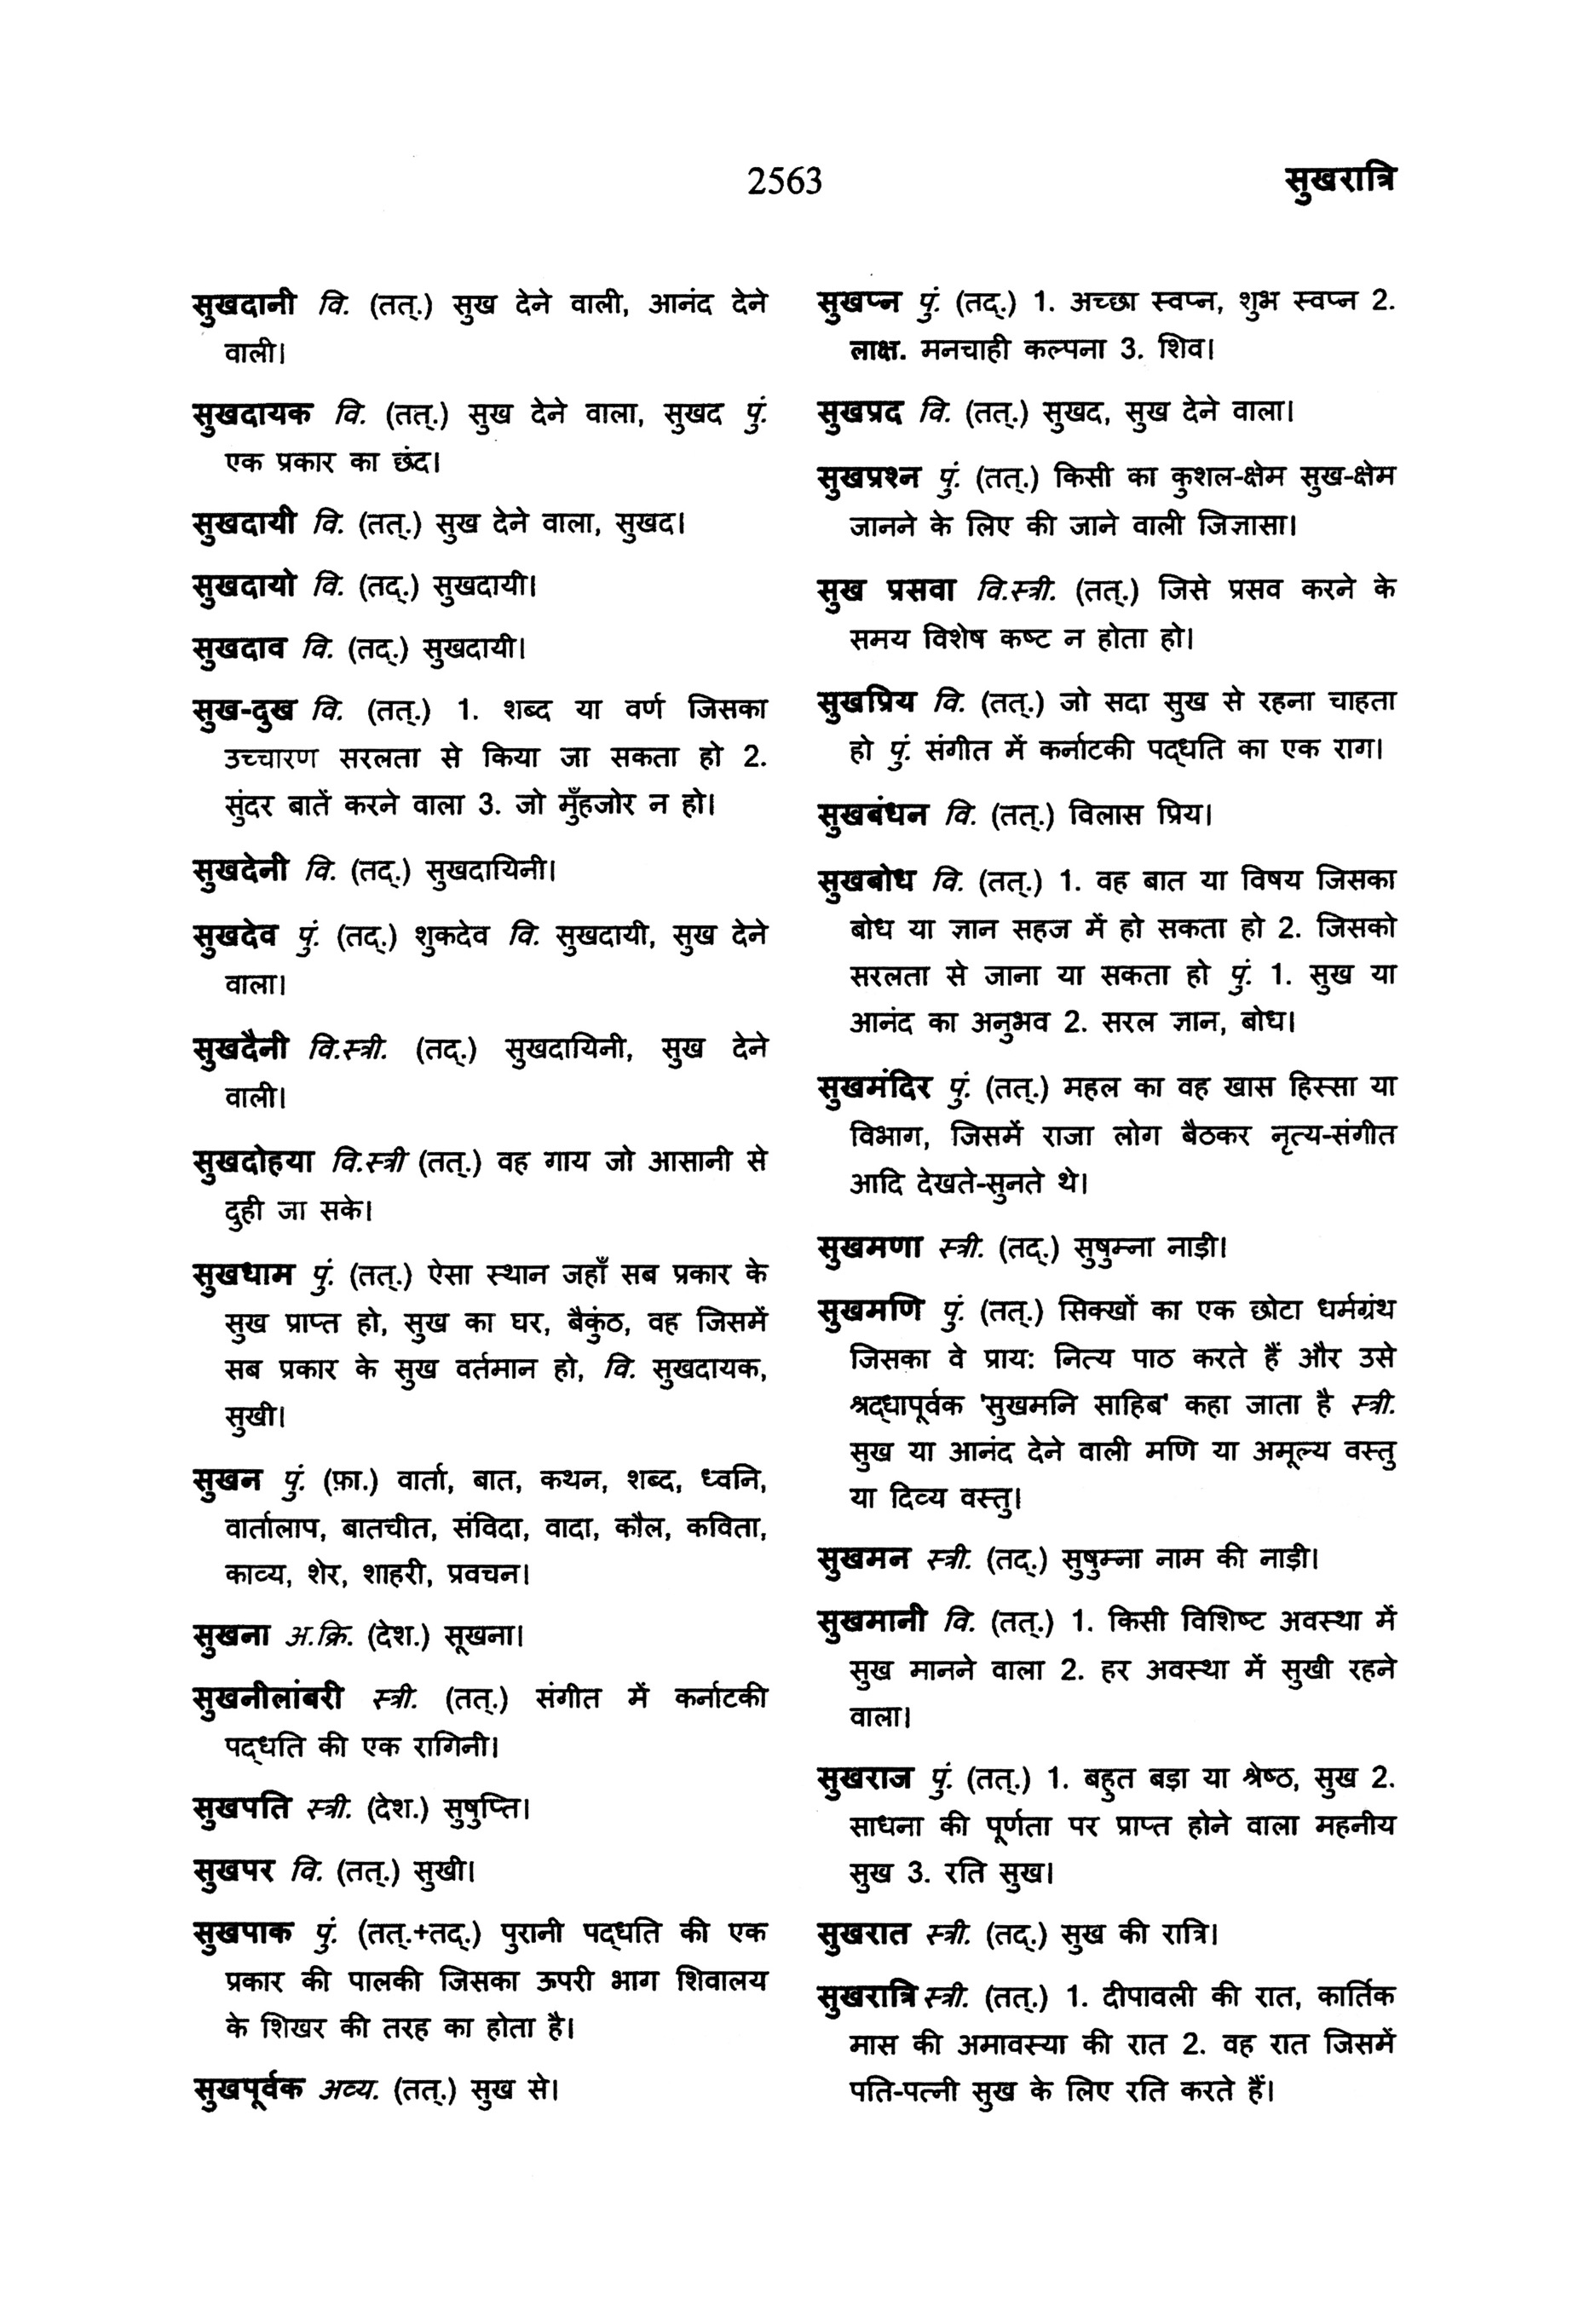 2563
सुखरात्रि
सुखदानी वि. (तत्.) सुख देने वाली, आनंद देने
वाली।
सुखदायक वि. (तत्.) सुख देने वाला, सुखद पुं.
एक प्रकार का छंद।
सुखदायी वि. (तत्.) सुख देने वाला, सुखद।
सुखदायो वि. (तद्.) सुखदायी।
सुखदाव वि. (तद्.) सुखदायी।
सुख-दुख वि. (तत्.) 1. शब्द या वर्ण जिसका
उच्चारण सरलता से किया जा सकता हो 2.
सुंदर बातें करने वाला 3. जो मुँहजोर न हो।
सुखदेनी वि. (तद्.) सुखदायिनी।
सुखदेव पुं. (तद्.) शुकदेव वि. सुखदायी, सुख देने
वाला।
सुखदैनी वि.स्त्री. (तद्.) सुखदायिनी, सुख देने
वाली।
सुखदोहया वि.स्त्री (तत्.) वह गाय जो आसानी से
दुही जा सके।
सुखधाम पुं. (तत्.) ऐसा स्थान जहाँ सब प्रकार के
सुख प्राप्त हो, सुख का घर, बैकुंठ, वह जिसमें
सब प्रकार के सुख वर्तमान हो, वि. सुखदायक,
सुखी।
सुखन पुं. (फ़ा.) वार्ता, बात, कथन, शब्द, ध्वनि,
वार्तालाप, बातचीत, संविदा, वादा, कौल, कविता,
काव्य, शेर, शाहरी, प्रवचन।
सुखना अ.क्रि. (देश.) सूखना।
सुखनीलांबरी स्त्री. (तत्.) संगीत में कर्नाटकी
पद्धति की एक रागिनी।
सुखपति स्त्री. (देश.) सुषुप्ति।
सुखपर वि. (तत्.) सुखी।
सुखपाक पुं. (तत्.+तद्.) पुरानी पद्धति की एक
प्रकार की पालकी जिसका ऊपरी भाग शिवालय
के शिखर की तरह का होता है।
सुखपूर्वक अव्य. (तत्.) सुख से।
सुखप्न पुं. (तद्.) 1. अच्छा स्वप्न, शुभ स्वप्न 2.
लाक्ष. मनचाही कल्पना 3. शिव।
सुखप्रद वि. (तत्.) सुखद, सुख देने वाला।
सुखप्रश्न पुं. (तत्.) किसी का कुशल-क्षेम सुख-क्षेम
जानने के लिए की जाने वाली जिज्ञासा।
सुख प्रसवा वि.स्त्री. (तत्.) जिसे प्रसव करने के
समय विशेष कष्ट न होता हो।
सुखप्रिय वि. (तत्.) जो सदा सुख से रहना चाहता
हो पुं. संगीत में कर्नाटकी पद्धति का एक राग।
सुखबंधन वि. (तत्.) विलास प्रिय।
सुखबोध वि. (तत्.) 1. वह बात या विषय जिसका
बोध या ज्ञान सहज में हो सकता हो 2. जिसको
सरलता से जाना या सकता हो पुं. 1. सुख या
आनंद का अनुभव 2. सरल ज्ञान, बोध।
सुखमंदिर पुं. (तत्.) महल का वह खास हिस्सा या
विभाग, जिसमें राजा लोग बैठकर नृत्य-संगीत
आदि देखते-सुनते थे।
सुखमणा स्त्री. (तद्.) सुषुम्ना नाड़ी।
सुखमणि पुं. (तत्.) सिक्खों का एक छोटा धर्मग्रंथ
जिसका वे प्राय: नित्य पाठ करते हैं और उसे
श्रद्धापूर्वक 'सुखमनि साहिब' कहा जाता है स्त्री.
सुख या आनंद देने वाली मणि या अमूल्य वस्तु
या दिव्य वस्तु।
सुखमन स्त्री. (तद्.) सुषुम्ना नाम की नाड़ी।
सुखमानी वि. (तत्.) 1. किसी विशिष्ट अवस्था में
सुख मानने वाला 2. हर अवस्था में सुखी रहने
वाला।
सुखराज पुं. (तत्.) 1. बहुत बड़ा या श्रेष्ठ, सुख 2.
साधना की पूर्णता पर प्राप्त होने वाला महनीय
सुख 3. रति सुख।
सुखरात स्त्री. (तद्.) सुख की रात्रि।
सुखरात्रि स्त्री. (तत्.) 1. दीपावली की रात, कार्तिक
मास की अमावस्या की रात 2. वह रात जिसमें
पति-पत्नी सुख के लिए रति करते हैं।